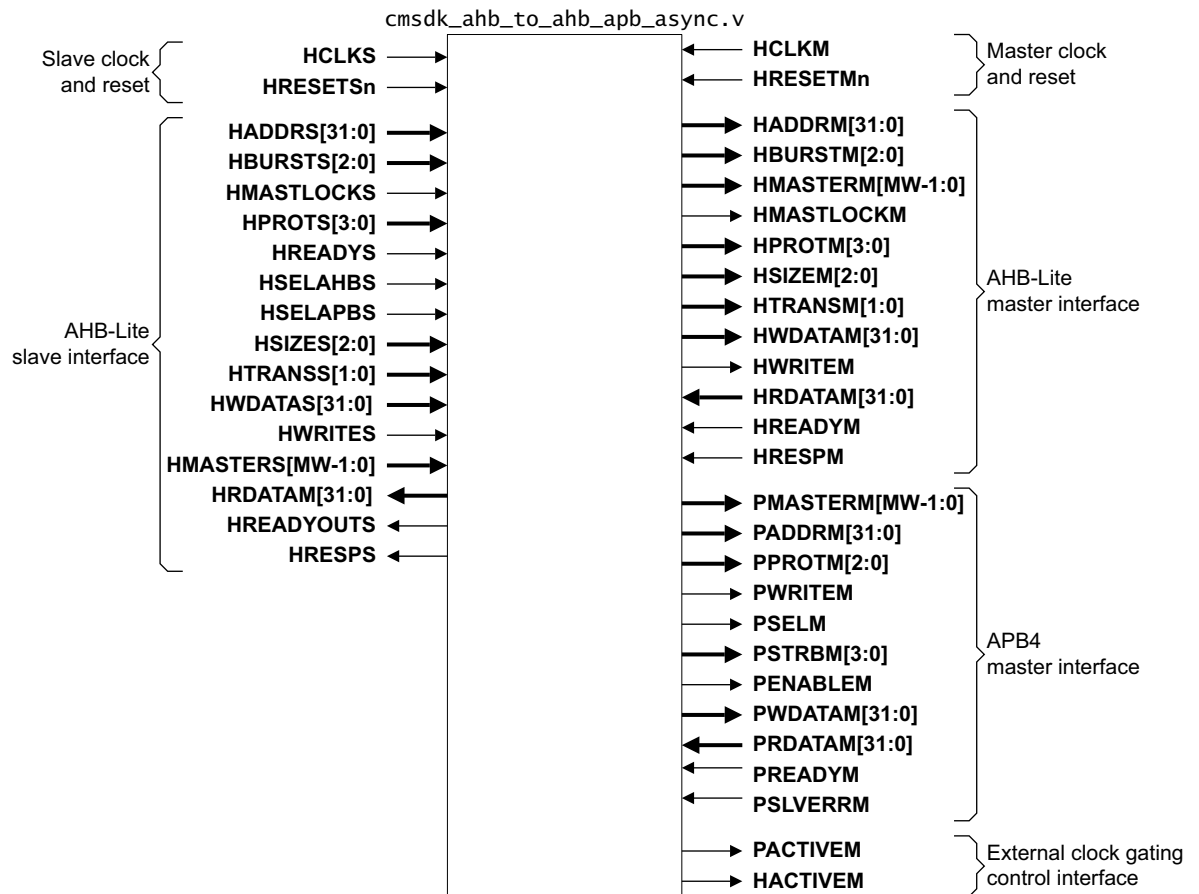 cmsdk_ahb_to_ahb_apb_async.v
Slave clock
and reset
HCLKS
HRESETSn
AHB-Lite
slave interface
HADDRS[31:0]
HBURSTS[2:0]
HMASTLOCKS
HPROTS[3:0]
HREADYS
HSELAHBS
HSELAPBS
HSIZES[2:0]
HTRANSS[1:0]
HWDATAS[31:0]
HWRITES
HMASTERS[MW-1:0]
HRDATAM[31:0]
HREADYOUTS
HRESPS
HCLKM
HRESETMn
Master clock
and reset
HADDRM[31:0]
HBURSTM[2:0]
HMASTERM[MW-1:0]
HMASTLOCKM
HPROTM[3:0]
HSIZEM[2:0]
HTRANSM[1:0]
HWDATAM[31:0]
HWRITEM
HRDATAM[31:0]
HREADYM
HRESPM
AHB-Lite
master interface
PMASTERM[MW-1:0]
PADDRM[31:0]
PPROTM[2:0]
PWRITEM
PSELM
PSTRBM[3:0]
PENABLEM
PWDATAM[31:0]
PRDATAM[31:0]
PREADYM
PSLVERRM
APB4
master interface
PACTIVEM
HACTIVEM
External clock gating
control interface